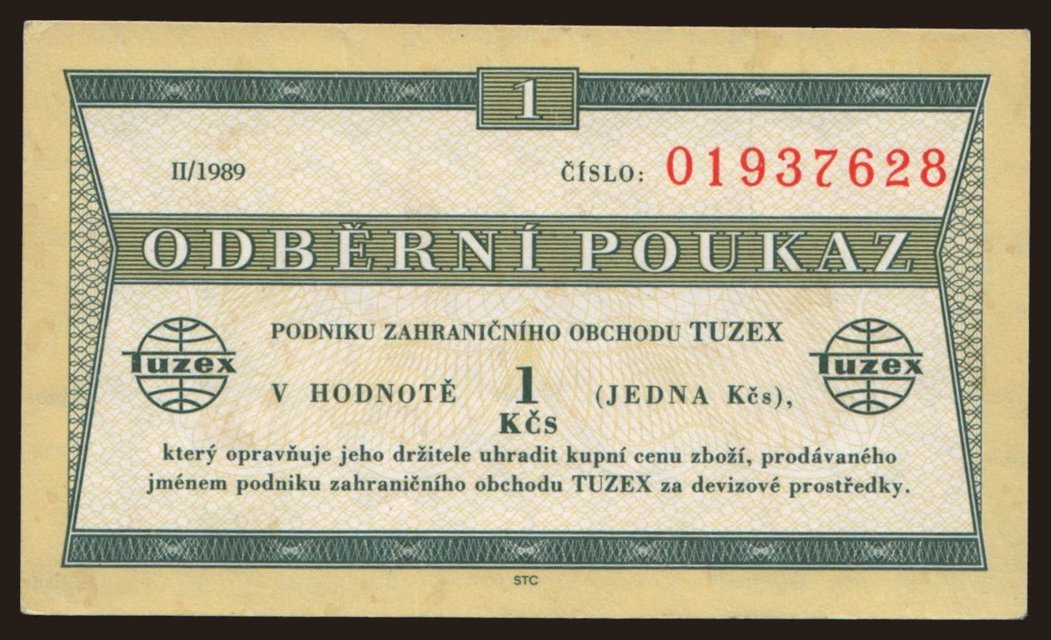 1
II/1989
ČÍSLO: 01937628
ODBĚRNÍ POUKAZ
PODNIKU ZAHRANIČNÍHO OBCHODU TUZEX
Tuzex
V HODNOTĚ 1 Kčs (JEDNA Kčs),
Tuzex
který opravňuje jeho držitele uhradit kupní cenu zboží, prodávaného
jménem podniku zahraničního obchodu TUZEX za devizové prostředky.
STC